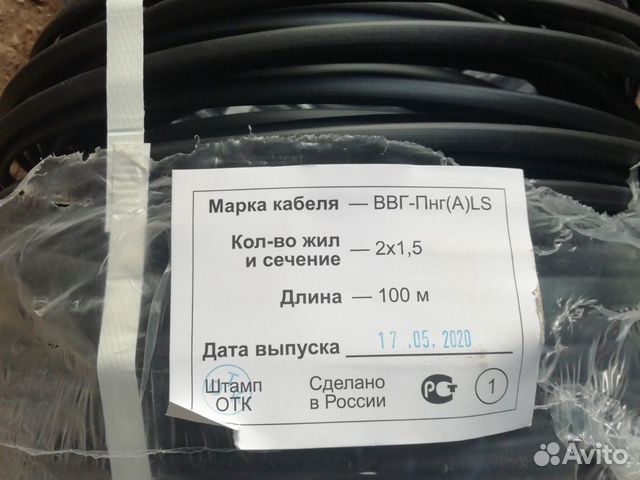 Марка кабеля — ВВГ-Пнг(А)LS
Кол-во жил и сечение — 2х1,5
Длина — 100 м
Дата выпуска 17.05.2020
Штамп ОТК
Сделано в России
РСТ
1
Avito